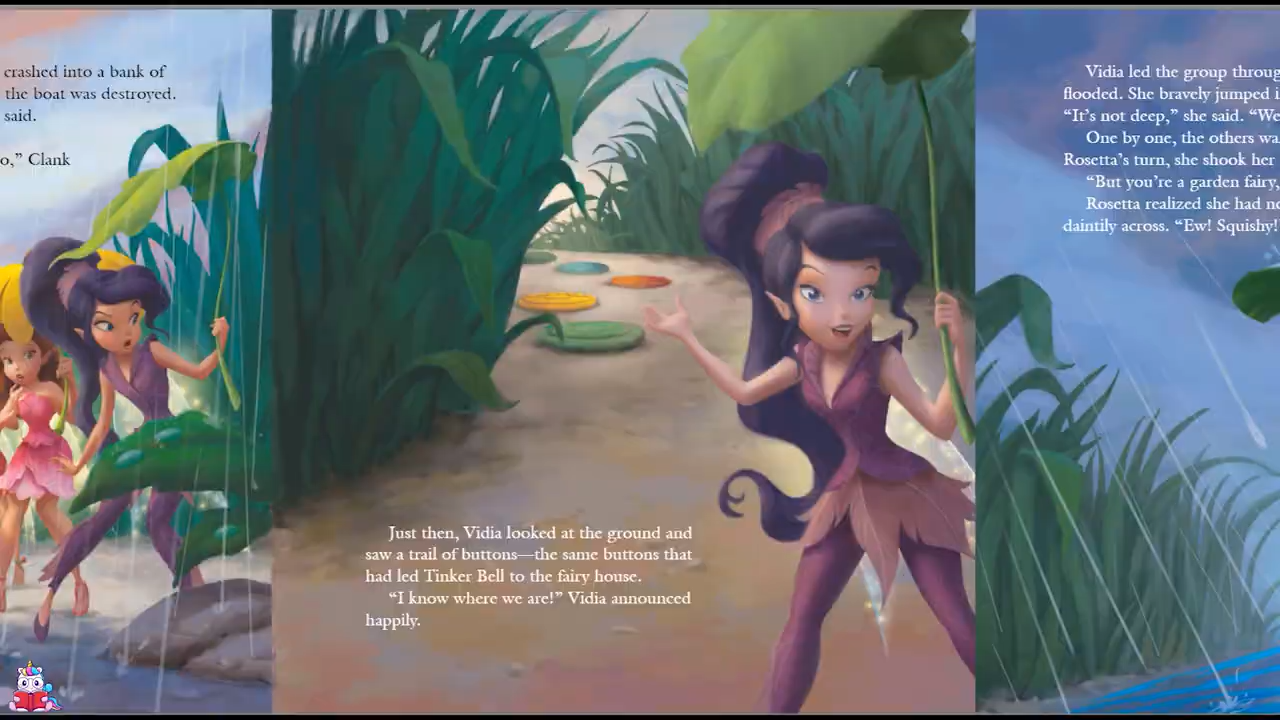 crashed into a bank of
the boat was destroyed.
said.
o,” Clank
Just then, Vidia looked at the ground and
saw a trail of buttons—the same buttons that
had led Tinker Bell to the fairy house.
“I know where we are!” Vidia announced
happily.
Vidia led the group throug
flooded. She bravely jumped i
“It’s not deep,” she said. “We
One by one, the others wa
Rosetta’s turn, she shook her
“But you’re a garden fairy,
Rosetta realized she had ne
daintily across. “Ew! Squishy!